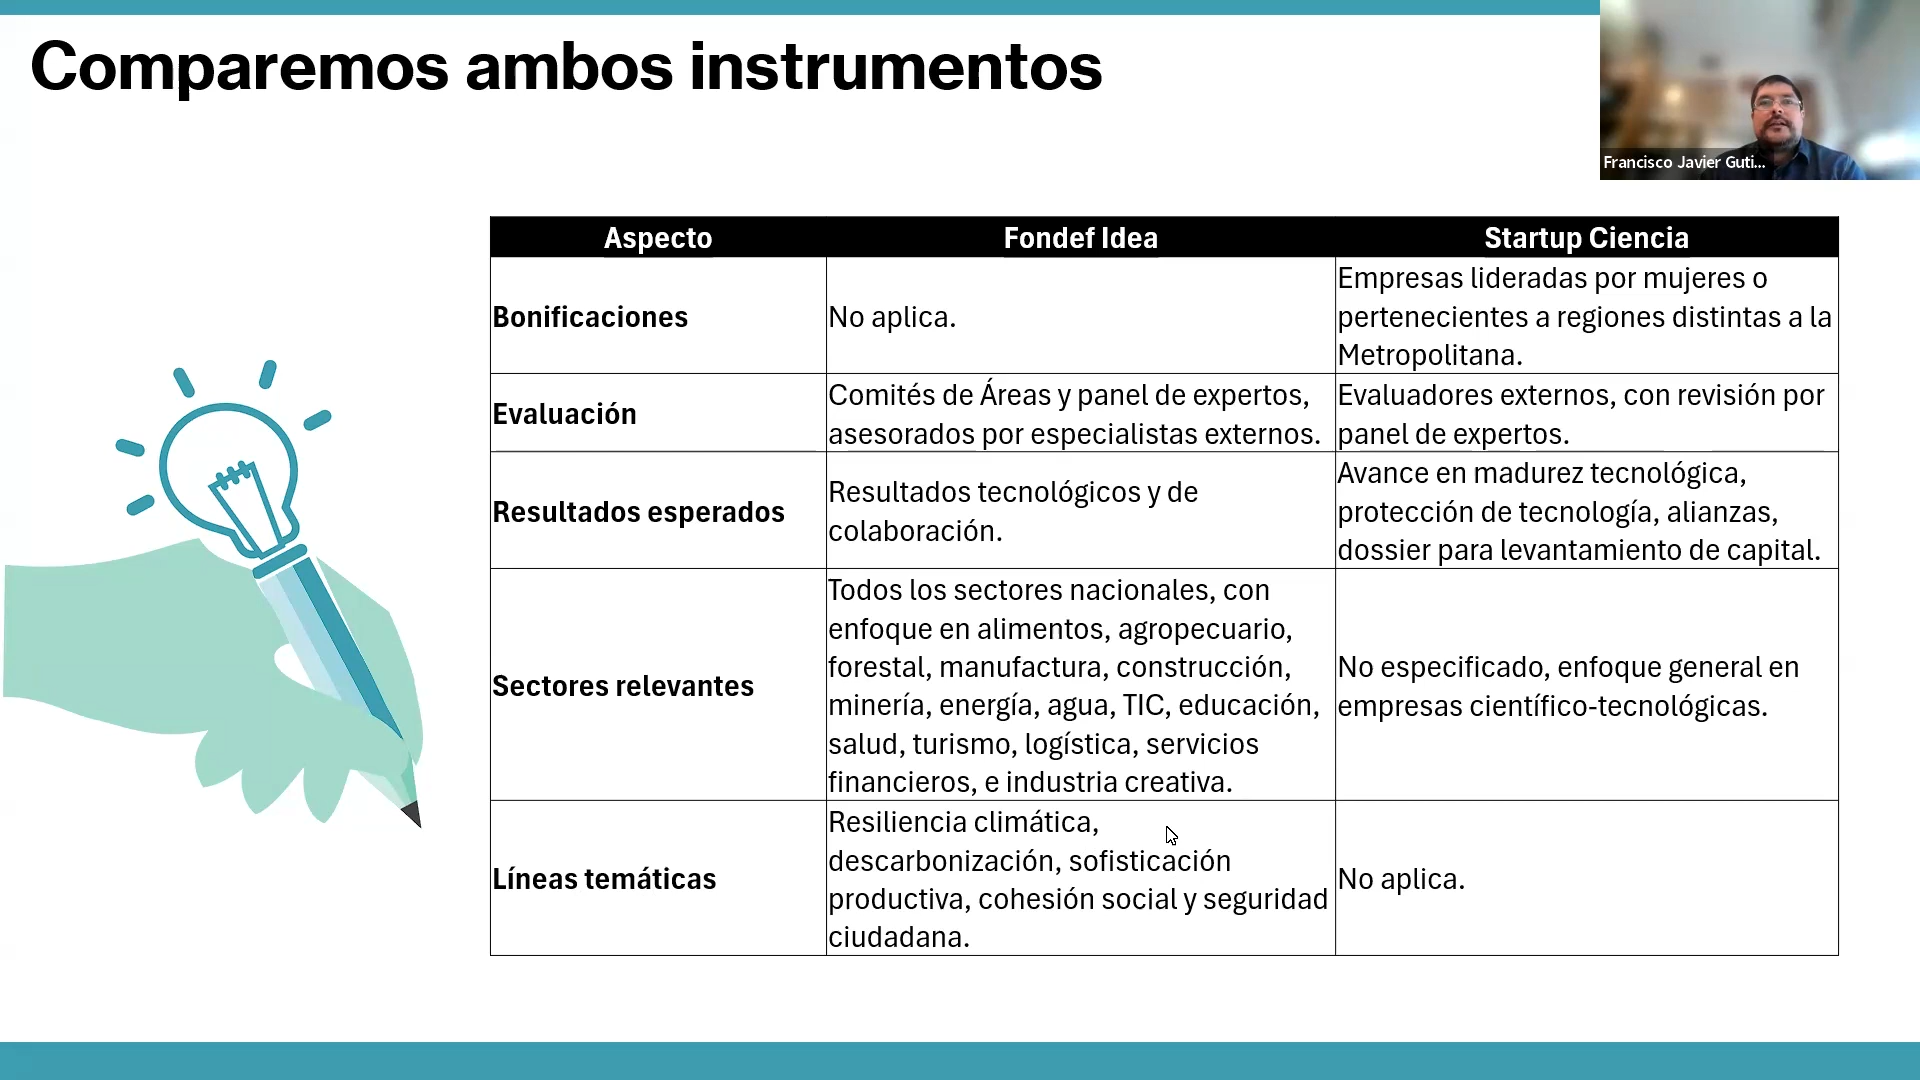 Comparemos ambos instrumentos
Francisco Javier Guti...
Aspecto
Fondef Idea
Startup Ciencia
Bonificaciones
No aplica.
Empresas lideradas por mujeres o
pertenecientes a regiones distintas a la
Metropolitana.
Evaluación
Comités de Áreas y panel de expertos,
asesorados por especialistas externos.
Evaluadores externos, con revisión por
panel de expertos.
Resultados esperados
Resultados tecnológicos y de
colaboración.
Avance en madurez tecnológica,
protección de tecnología, alianzas,
dossier para levantamiento de capital.
Sectores relevantes
Todos los sectores nacionales, con
enfoque en alimentos, agropecuario,
forestal, manufactura, construcción,
minería, energía, agua, TIC, educación,
salud, turismo, logística, servicios
financieros, e industria creativa.
No especificado, enfoque general en
empresas científico-tecnológicas.
Líneas temáticas
Resiliencia climática,
descarbonización, sofisticación
productiva, cohesión social y seguridad
ciudadana.
No aplica.